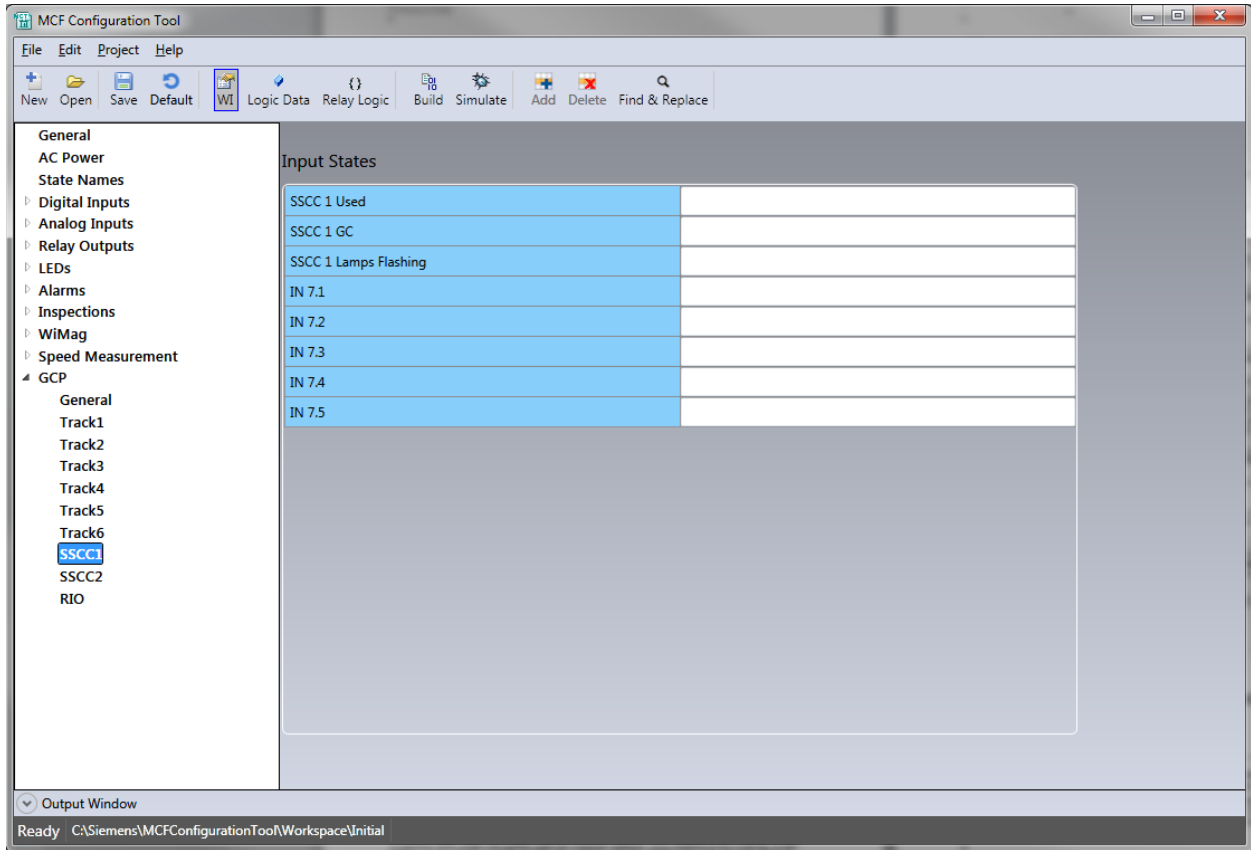 MCF Configuration Tool
File Edit Project Help
New Open Save Default WI Logic Data Relay Logic Build Simulate Add Delete Find & Replace
General
AC Power
State Names
Digital Inputs
Analog Inputs
Relay Outputs
LEDs
Alarms
Inspections
WiMag
Speed Measurement
GCP
General
Track1
Track2
Track3
Track4
Track5
Track6
SSCC1
SSCC2
RIO
Input States
SSCC 1 Used
SSCC 1 GC
SSCC 1 Lamps Flashing
IN 7.1
IN 7.2
IN 7.3
IN 7.4
IN 7.5
Output Window
Ready C:\Siemens\MCFConfigurationTool\Workspace\Initial